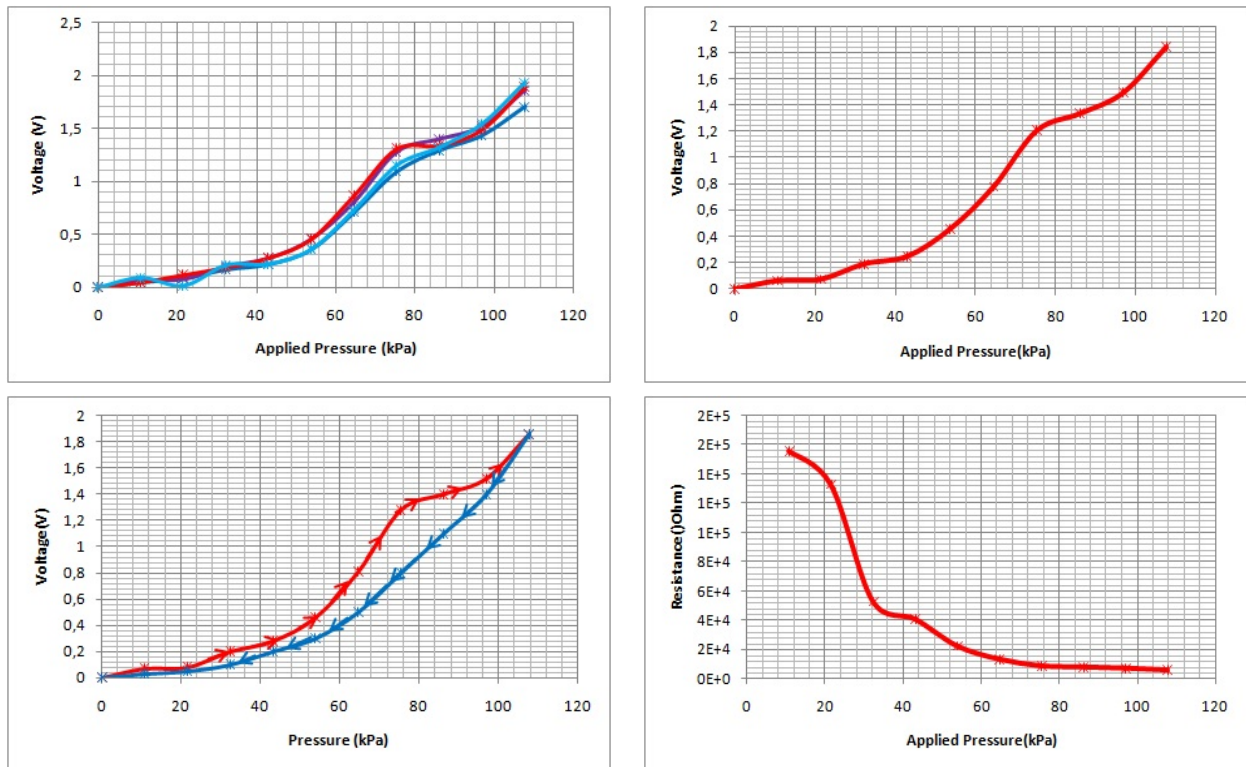 2,5
2
1,5
1
0,5
0
0 20 40 60 80 100 120
Voltage (V)
Applied Pressure (kPa)
2
1,8
1,6
1,4
1,2
1
0,8
0,6
0,4
0,2
0
0 20 40 60 80 100 120
Voltage(V)
Applied Pressure(kPa)
2
1,8
1,6
1,4
1,2
1
0,8
0,6
0,4
0,2
0
0 20 40 60 80 100 120
Voltage(V)
Pressure (kPa)
2E+5
2E+5
1E+5
1E+5
1E+5
8E+4
6E+4
4E+4
2E+4
0E+0
0 20 40 60 80 100 120
Resistance()Ohm)
Applied Pressure(kPa)